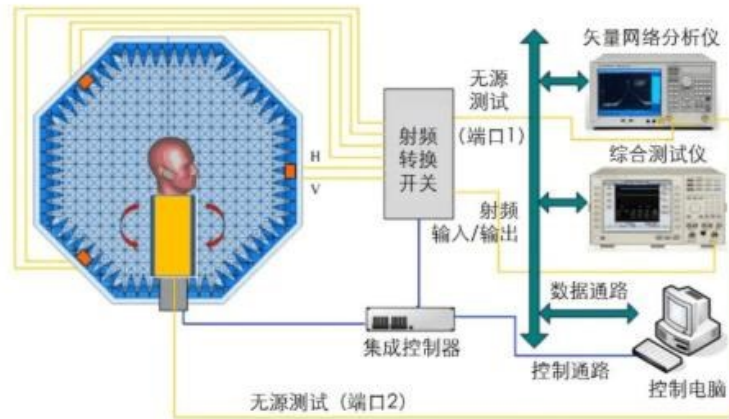 矢量网络分析仪
无源
测试
(端口1)
射频
转换
开关
H
V
综合测试仪
射频
输入/输出
数据通路
集成控制器
控制通路
控制电脑
无源测试（端口2)